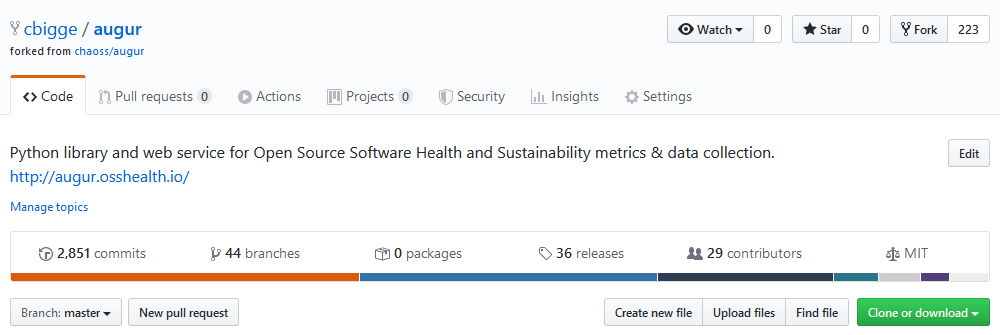 cbigge / augur Watch 0 Star 0 Fork 223
forked from chaoss/augur
Code Pull requests 0 Actions Projects 0 Security Insights Settings
Python library and web service for Open Source Software Health and Sustainability metrics & data collection. Edit
http://augur.osshealth.io/
Manage topics
2,851 commits 44 branches 0 packages 36 releases 29 contributors MIT
Branch: master New pull request Create new file Upload files Find file Clone or download